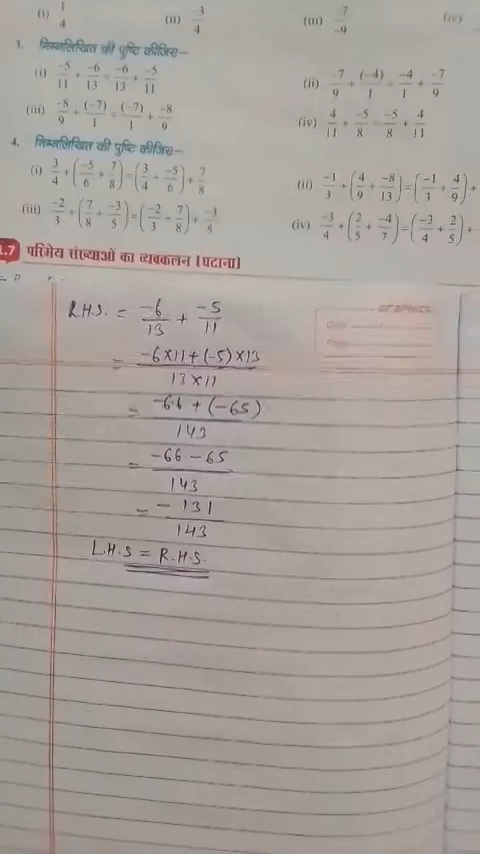 (i) 1/4 (ii) -3/4 (iii) -7/-9 (iv)
3. निम्नलिखित की पुष्टि कीजिए—
(i) -5/11 + -6/13 = -6/13 + -5/11 (ii) -7/9 + (-4)/1 = -4/1 + -7/9
(iii) -8/9 + (-7)/1 = (-7)/1 + -8/9 (iv) 4/11 + -5/8 = -5/8 + 4/11
4. निम्नलिखित की पुष्टि कीजिए—
(i) 3/4 + (-5/6 + 7/8) = (3/4 + -5/6) + 7/8 (ii) -1/3 + (4/9 + -8/13) = (-1/3 + 4/9) +
(iii) -2/3 + (7/8 + -3/5) = (-2/3 + 7/8) + -3/5 (iv) -3/4 + (2/5 + -4/7) = (-3/4 + 2/5) +
1.7 परिमेय संख्याओं का व्यवकलन [घटाना]
R.H.S. = -6/13 + -5/11
= -6×11+(-5)×13 / 13×11
= -66 + (-65) / 143
= -66 - 65 / 143
= -131 / 143
L.H.S = R.H.S.